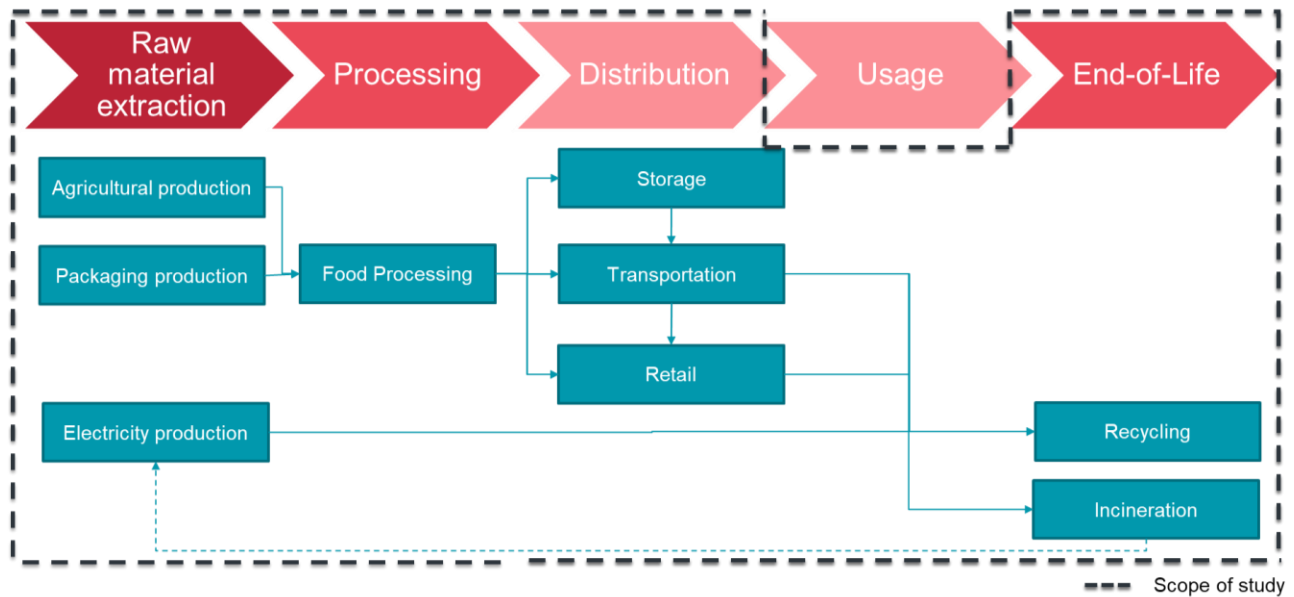 Raw
material
extraction
Processing
Distribution
Usage
End-of-Life
Agricultural production
Storage
Packaging production
Food Processing
Transportation
Retail
Electricity production
Recycling
Incineration
Scope of study